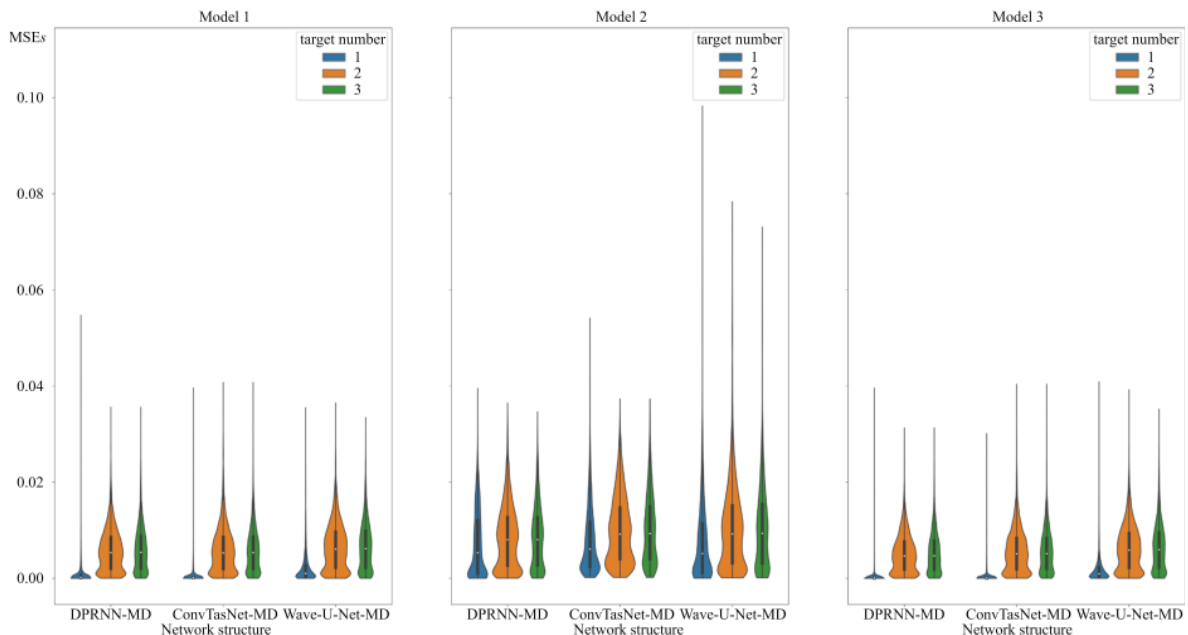 Model 1
MSEs
target number
1
2
3
0.10
0.08
0.06
0.04
0.02
0.00
DPRNN-MD ConvTasNet-MD Wave-U-Net-MD
Network structure
Model 2
target number
1
2
3
DPRNN-MD ConvTasNet-MD Wave-U-Net-MD
Network structure
Model 3
target number
1
2
3
DPRNN-MD ConvTasNet-MD Wave-U-Net-MD
Network structure